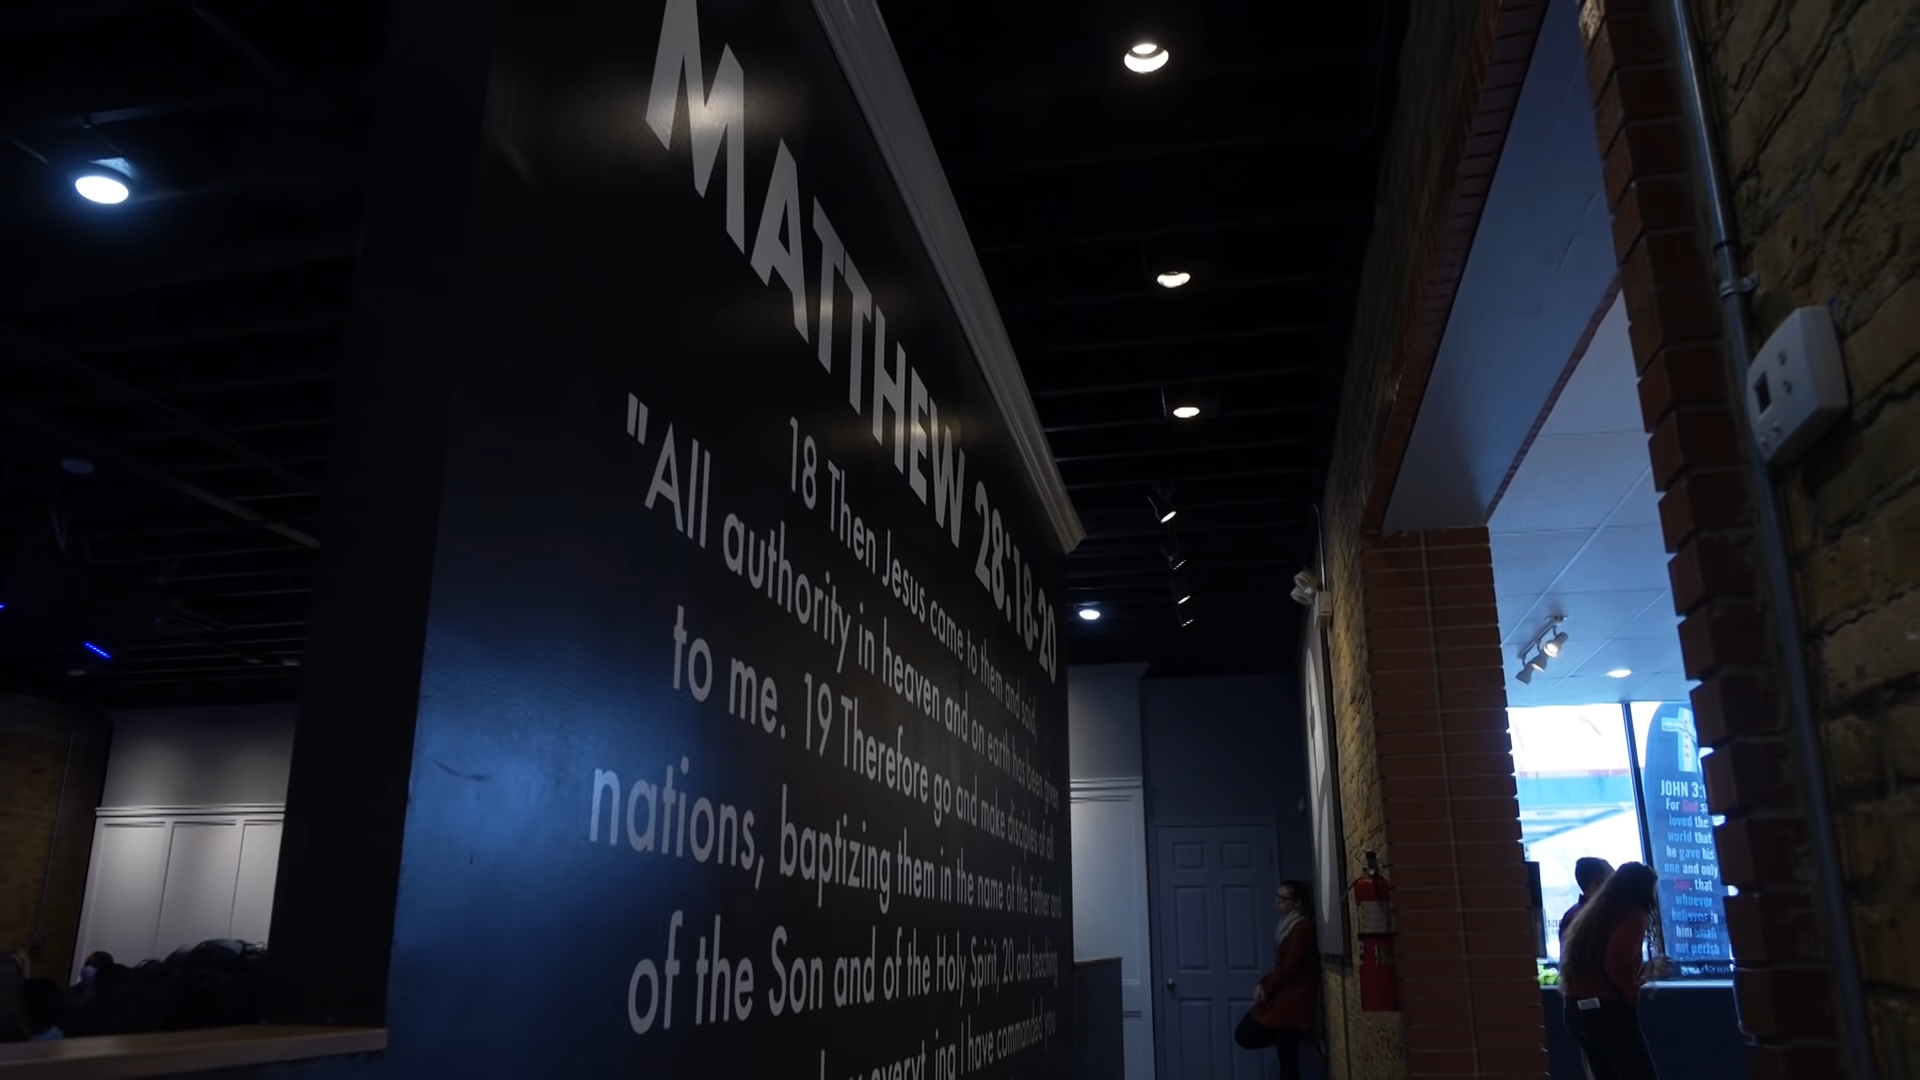 MATTHEW 28:18-20
18 Then Jesus came to them and said,
"All authority in heaven and on earth has been given
to me. 19 Therefore go and make disciples of all
nations, baptizing them in the name of the Father and
of the Son and of the Holy Spirit, 20 and teaching
I have commanded you
JOHN 3:
For God so
loved the
world that
he gave his
one and only
Son, that
whoever
believes in
him shall
not perish